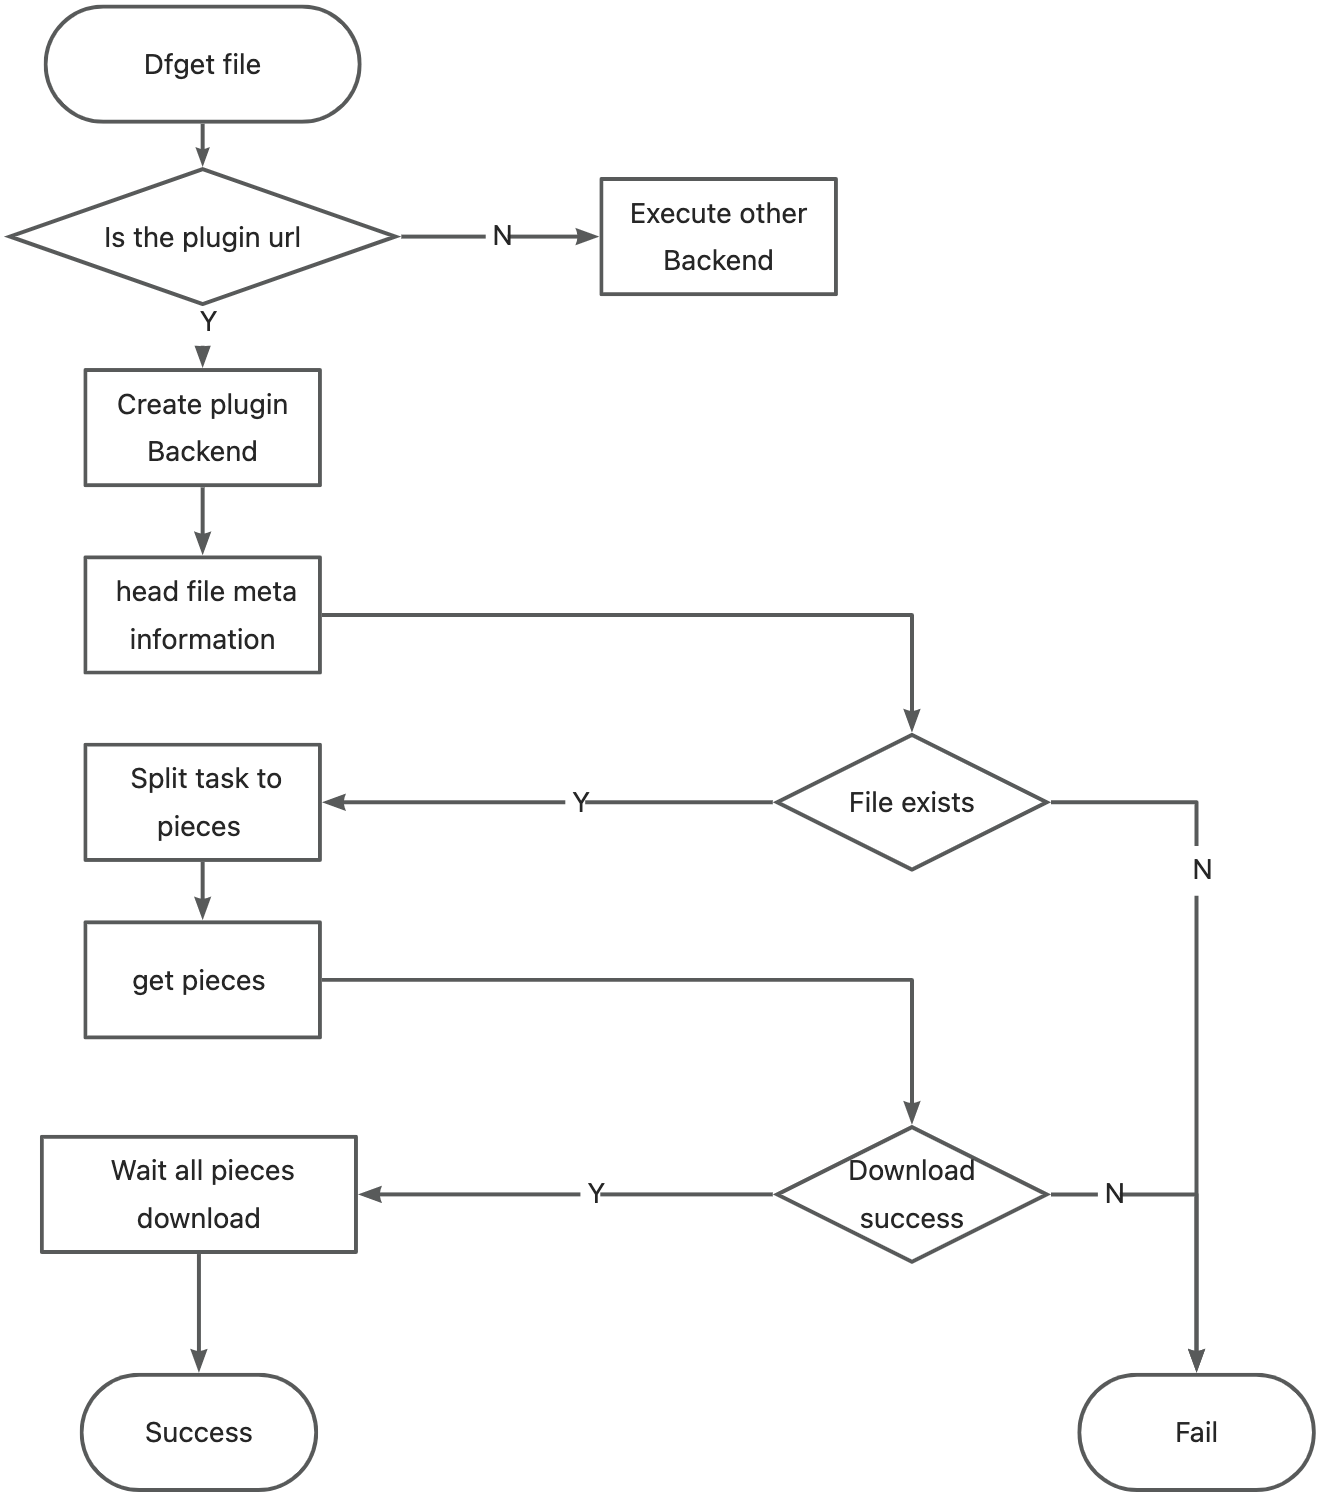 Dfget file
Is the plugin url
N
Execute other
Backend
Y
Create plugin
Backend
head file meta
information
Split task to
pieces
Y
File exists
N
get pieces
Wait all pieces
download
Y
Download
success
N
Success
Fail